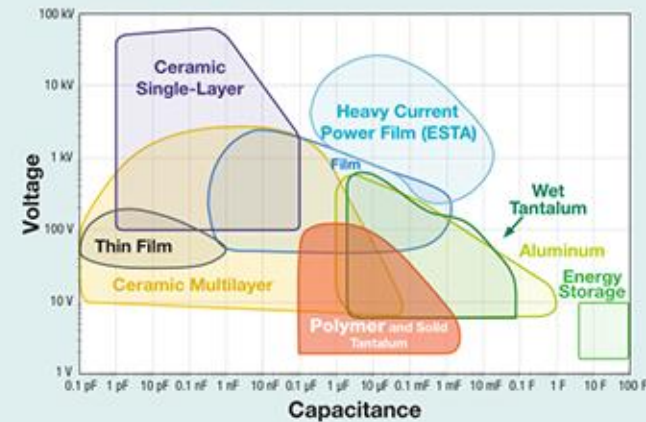 100 kV
10 kV
1 kV
100 V
10 V
1 V
Voltage
Ceramic
Single-Layer
Heavy Current
Power Film (ESTA)
Film
Wet
Tantalum
Thin Film
Aluminum
Ceramic Multilayer
Energy
Storage
Polymer and Solid
Tantalum
0.1 pF 1 pF 10 pF 0.1 nF 1 nF 10 nF 0.1 µF 1 µF 10 µF 0.1 mF 1 mF 10 mF 0.1 F 1 F 10 F 100 F
Capacitance